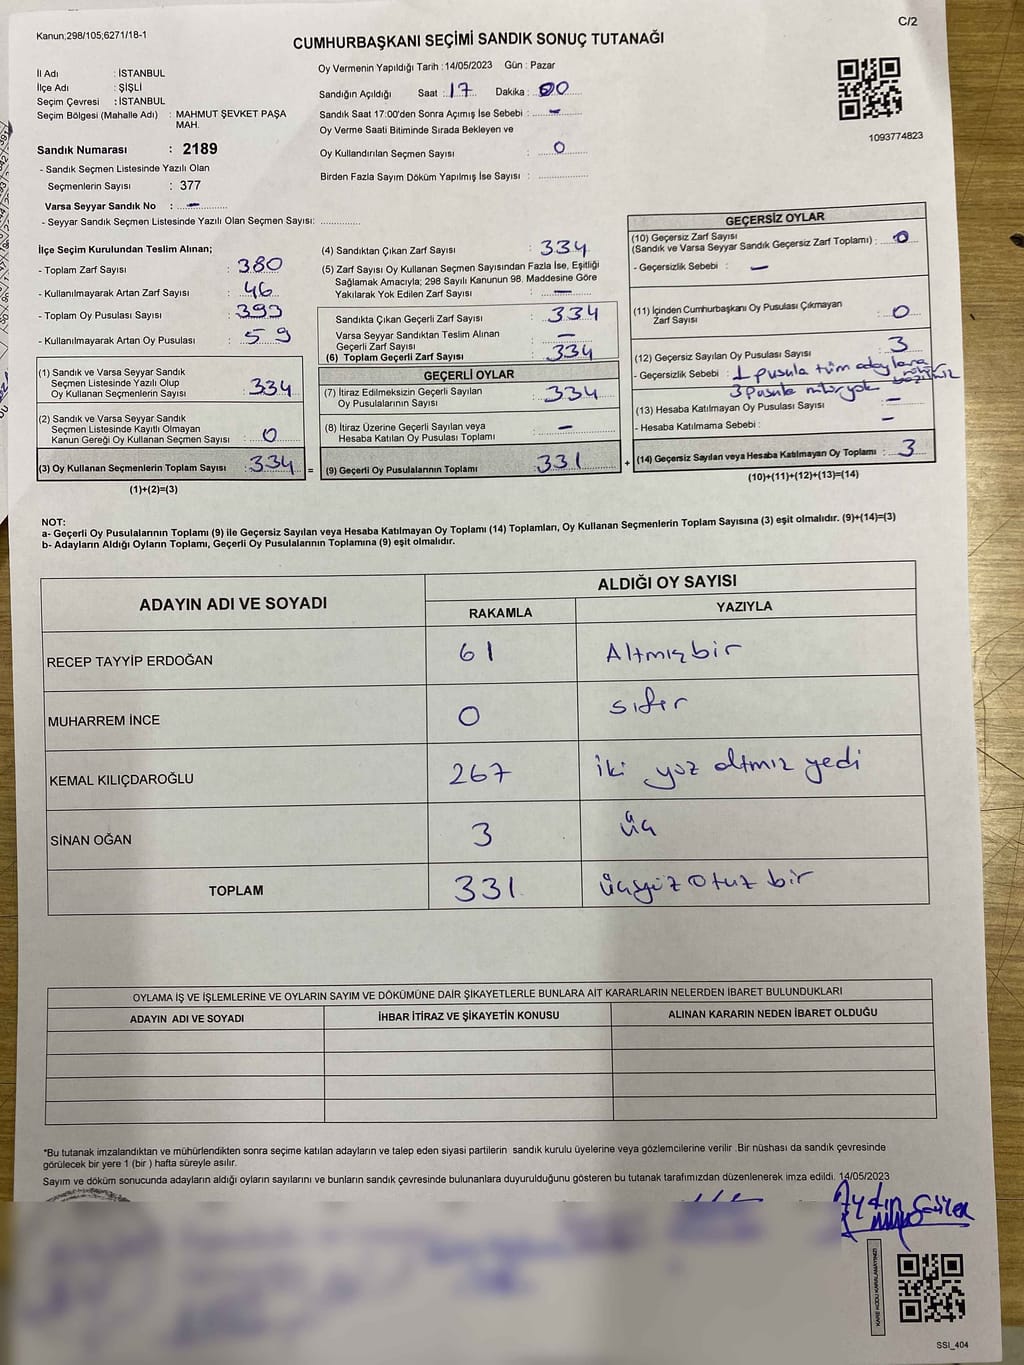 Kanun;298/105;6271/18-1
C/2
CUMHURBAŞKANI SEÇİMİ SANDIK SONUÇ TUTANAĞI
İl Adı : İSTANBUL
İlçe Adı : ŞİŞLİ
Seçim Çevresi : İSTANBUL
Seçim Bölgesi (Mahalle Adı) : MAHMUT ŞEVKET PAŞA
MAH.
Sandık Numarası : 2189
- Sandık Seçmen Listesinde Yazılı Olan
Seçmenlerin Sayısı : 377
Varsa Seyyar Sandık No : —
- Seyyar Sandık Seçmen Listesinde Yazılı Olan Seçmen Sayısı:
Oy Vermenin Yapıldığı Tarih :14/05/2023 Gün : Pazar
Sandığın Açıldığı Saat : 17 Dakika : 00
Sandık Saat 17:00'den Sonra Açımış İse Sebebi : —
Oy Verme Saati Bitiminde Sırada Bekleyen ve
Oy Kullandırılan Seçmen Sayısı : 0
Birden Fazla Sayım Döküm Yapılmış İse Sayısı :
1093774823
İlçe Seçim Kurulundan Teslim Alınan;
- Toplam Zarf Sayısı : 380
- Kullanılmayarak Artan Zarf Sayısı : 46
- Toplam Oy Pusulası Sayısı : 393
- Kullanılmayarak Artan Oy Pusulası : 59
(1) Sandık ve Varsa Seyyar Sandık
Seçmen Listesinde Yazılı Olup
Oy Kullanan Seçmenlerin Sayısı : 334
(2) Sandık ve Varsa Seyyar Sandık
Seçmen Listesinde Kayıtlı Olmayan
Kanun Gereği Oy Kullanan Seçmen Sayısı : 0
(3) Oy Kullanan Seçmenlerin Toplam Sayısı : 334 =
(1)+(2)=(3)
(4) Sandıktan Çıkan Zarf Sayısı : 334
(5) Zarf Sayısı Oy Kullanan Seçmen Sayısından Fazla İse, Eşitliği
Sağlamak Amacıyla; 298 Sayılı Kanunun 98. Maddesine Göre
Yakılarak Yok Edilen Zarf Sayısı : —
Sandıkta Çıkan Geçerli Zarf Sayısı : 334
Varsa Seyyar Sandıktan Teslim Alınan
Geçerli Zarf Sayısı : —
(6) Toplam Geçerli Zarf Sayısı : 334
GEÇERLİ OYLAR
(7) İtiraz Edilmeksizin Geçerli Sayılan
Oy Pusulalarının Sayısı : 334
(8) İtiraz Üzerine Geçerli Sayılan veya
Hesaba Katılan Oy Pusulası Toplamı : —
(9) Geçerli Oy Pusulalarının Toplamı : 331 +
GEÇERSİZ OYLAR
(10) Geçersiz Zarf Sayısı
(Sandık ve Varsa Seyyar Sandık Geçersiz Zarf Toplamı) : 0
- Geçersizlik Sebebi : —
(11) İçinden Cumhurbaşkanı Oy Pusulası Çıkmayan
Zarf Sayısı : 0
(12) Geçersiz Sayılan Oy Pusulası Sayısı : 3
- Geçersizlik Sebebi : 1 pusula tüm adaylara
3 pusula mühür yok
(13) Hesaba Katılmayan Oy Pusulası Sayısı : —
- Hesaba Katılmama Sebebi : —
(14) Geçersiz Sayılan veya Hesaba Katılmayan Oy Toplamı : 3
(10)+(11)+(12)+(13)=(14)
NOT:
a- Geçerli Oy Pusulalarının Toplamı (9) ile Geçersiz Sayılan veya Hesaba Katılmayan Oy Toplamı (14) Toplamları, Oy Kullanan Seçmenlerin Toplam Sayısına (3) eşit olmalıdır. (9)+(14)=(3)
b- Adayların Aldığı Oyların Toplamı, Geçerli Oy Pusulalarının Toplamına (9) eşit olmalıdır.
ADAYIN ADI VE SOYADI
ALDIĞI OY SAYISI
RAKAMLA YAZIYLA
RECEP TAYYİP ERDOĞAN 61 Altmışbir
MUHARREM İNCE 0 sıfır
KEMAL KILIÇDAROĞLU 267 iki yüz altmış yedi
SİNAN OĞAN 3 üç
TOPLAM 331 üçyüz otuz bir
OYLAMA İŞ VE İŞLEMLERİNE VE OYLARIN SAYIM VE DÖKÜMÜNE DAİR ŞİKAYETLERLE BUNLARA AİT KARARLARIN NELERDEN İBARET BULUNDUKLARI
ADAYIN ADI VE SOYADI İHBAR İTİRAZ VE ŞİKAYETİN KONUSU ALINAN KARARIN NEDEN İBARET OLDUĞU
*Bu tutanak imzalandıktan ve mühürlendikten sonra seçime katılan adayların ve talep eden siyasi partilerin sandık kurulu üyelerine veya gözlemcilerine verilir .Bir nüshası da sandık çevresinde
görülecek bir yere 1 (bir ) hafta süreyle asılır.
Sayım ve döküm sonucunda adayların aldığı oyların sayılarını ve bunların sandık çevresinde bulunanlara duyurulduğunu gösteren bu tutanak tarafımızdan düzenlenerek imza edildi. 14/05/2023
Aydın
KARE KODU KARALAMAYINIZ!
SSİ_404